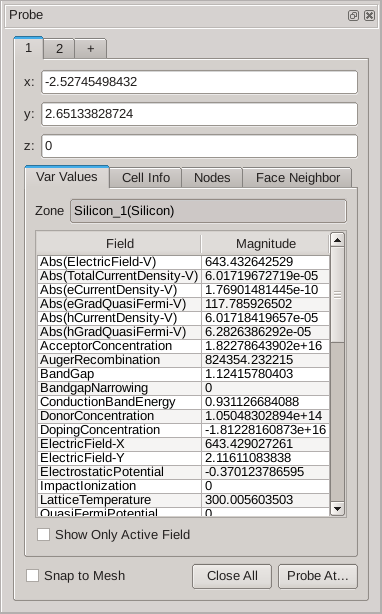 Probe
1 2 +
x: -2.52745498432
y: 2.65133828724
z: 0
Var Values Cell Info Nodes Face Neighbor
Zone Silicon_1(Silicon)
Field Magnitude
Abs(ElectricField-V) 643.432642529
Abs(TotalCurrentDensity-V) 6.01719672719e-05
Abs(eCurrentDensity-V) 1.76901481445e-10
Abs(eGradQuasiFermi-V) 117.785926502
Abs(hCurrentDensity-V) 6.01718419657e-05
Abs(hGradQuasiFermi-V) 6.2826386292e-05
AcceptorConcentration 1.82278643902e+16
AugerRecombination 824354.232215
BandGap 1.12415780403
BandgapNarrowing 0
ConductionBandEnergy 0.931126684088
DonorConcentration 1.05048302894e+14
DopingConcentration -1.81228160873e+16
ElectricField-X 643.429027261
ElectricField-Y 2.11611083838
ElectrostaticPotential -0.370123786595
ImpactIonization 0
LatticeTemperature 300.005603503
QuasiFermiPotential 0
Show Only Active Field
Snap to Mesh Close All Probe At...